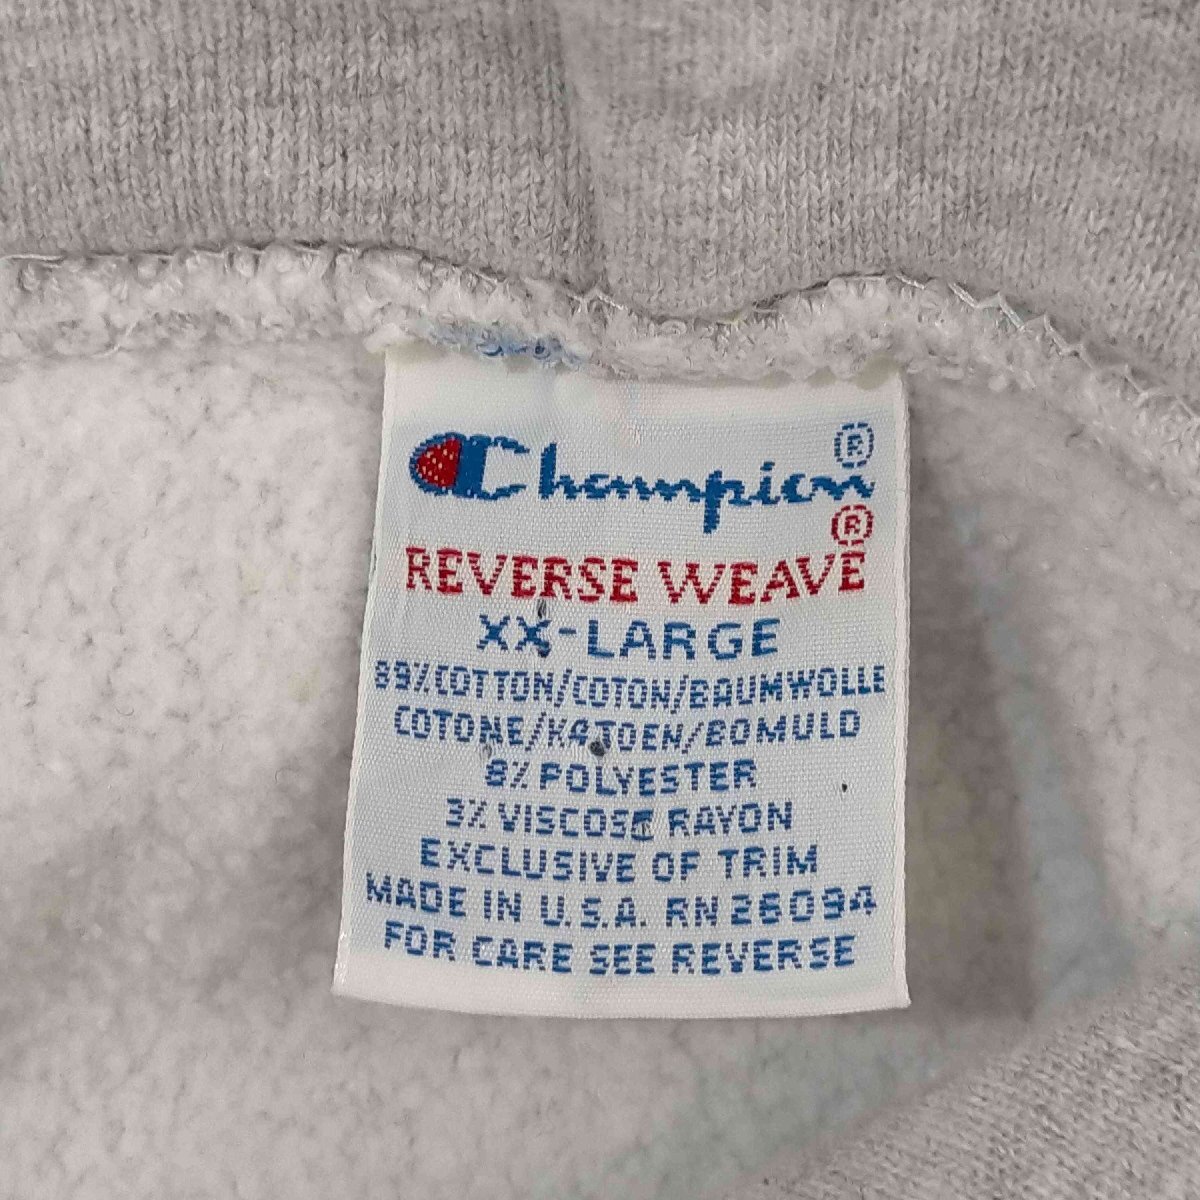 Champion®
®
REVERSE WEAVE
XX-LARGE
89% COTTON/COTON/BAUMWOLLE
COTONE/KATOEN/BOMULD
8% POLYESTER
3% VISCOSE RAYON
EXCLUSIVE OF TRIM
MADE IN U.S.A. RN 26094
FOR CARE SEE REVERSE